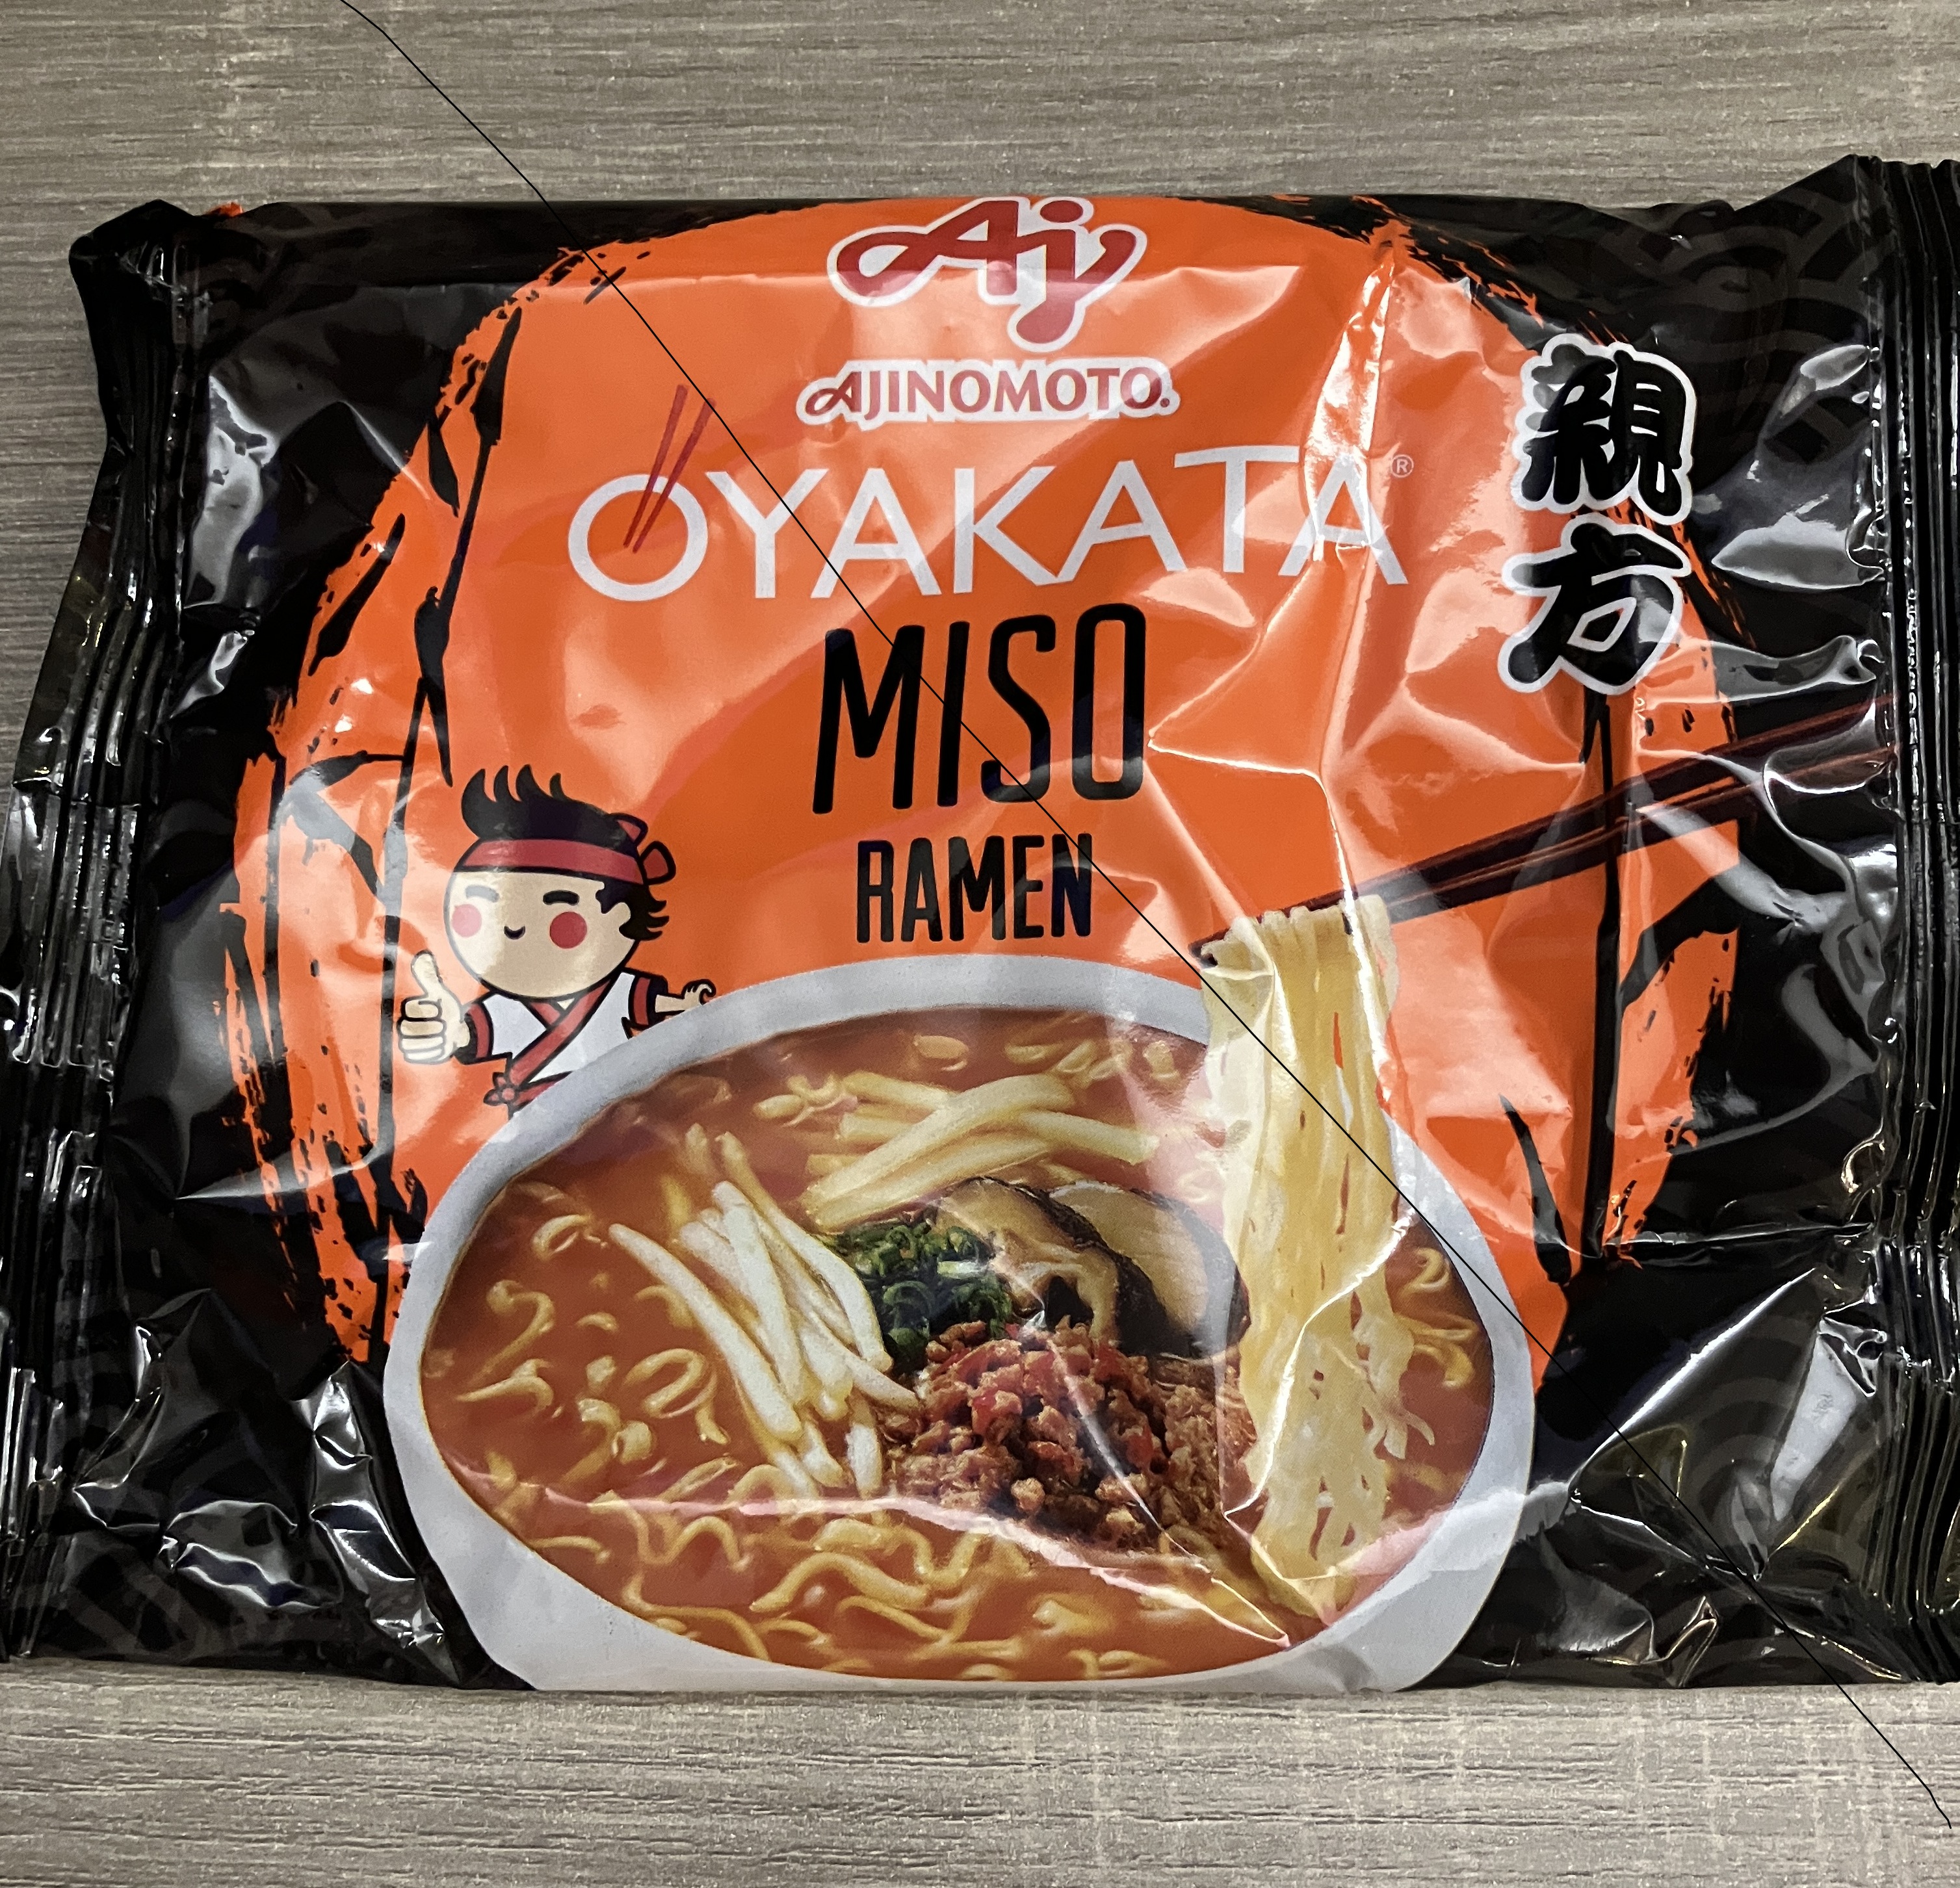 Aj
AJINOMOTO®
OYAKATA®
MISO
RAMEN
親方